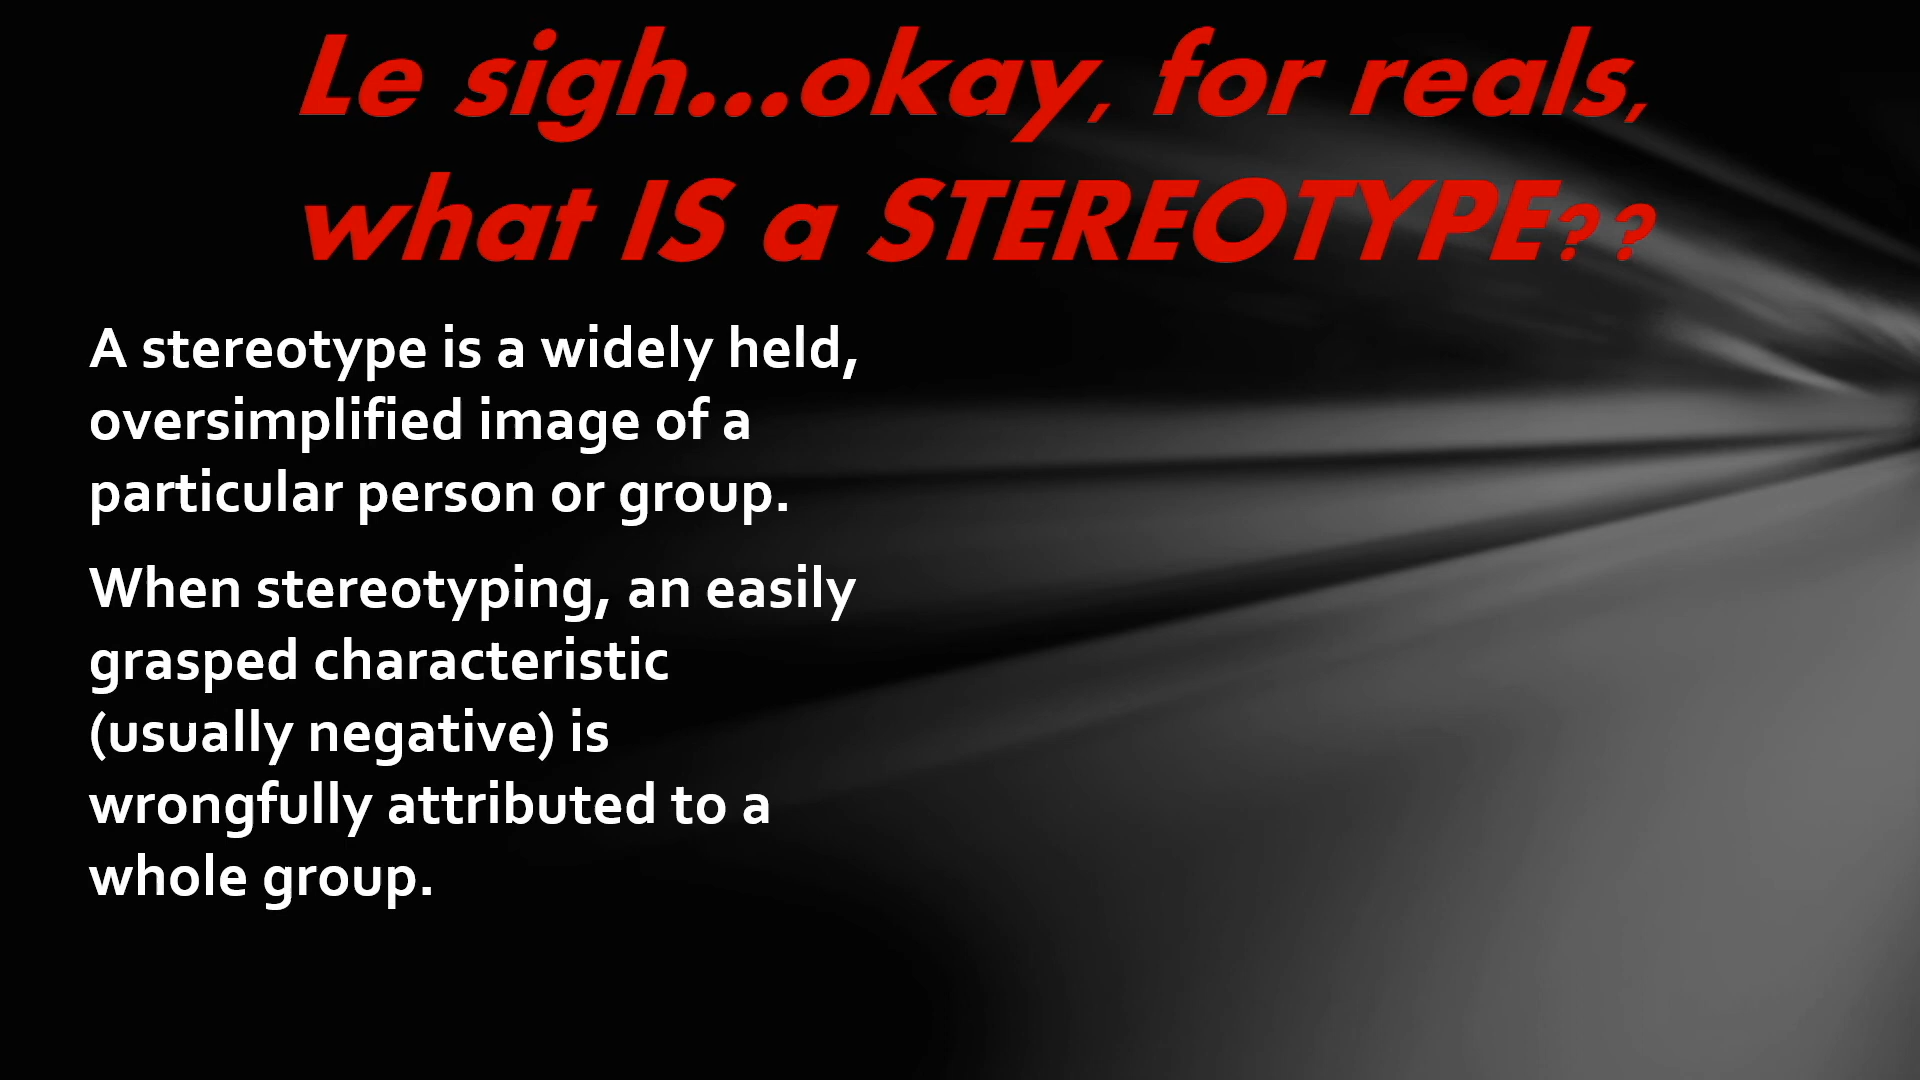 Le sigh...okay, for reals,
what IS a STEREOTYPE??
A stereotype is a widely held,
oversimplified image of a
particular person or group.
When stereotyping, an easily
grasped characteristic
(usually negative) is
wrongfully attributed to a
whole group.